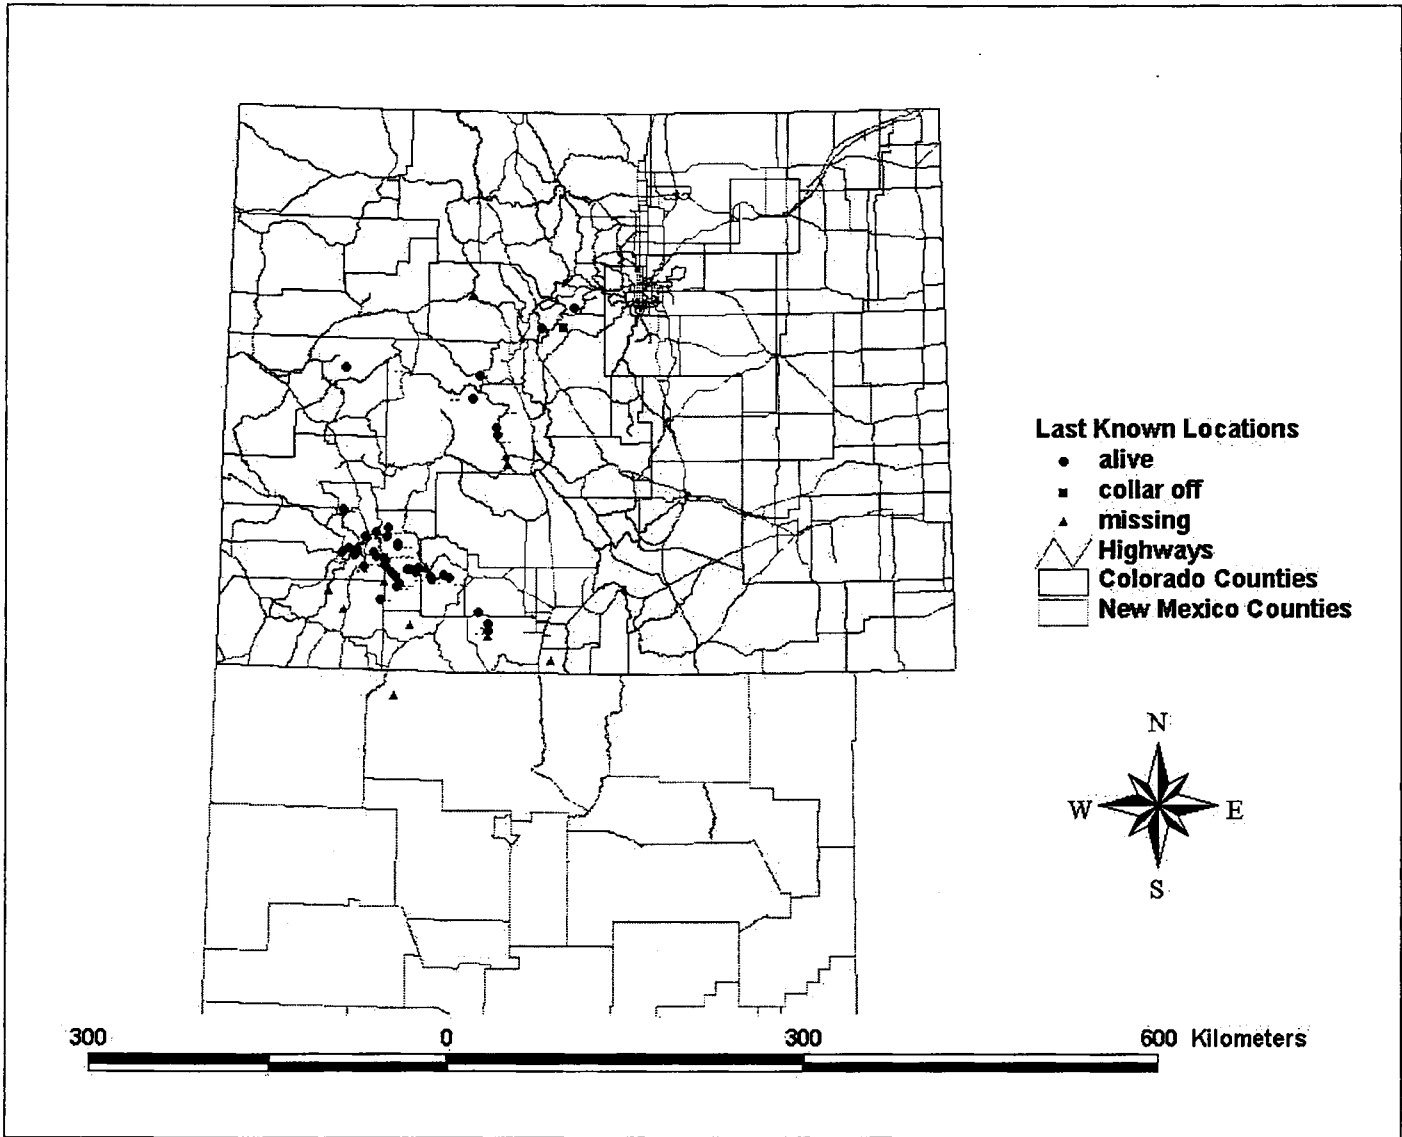 Last Known Locations
alive
collar off
missing
Highways
Colorado Counties
New Mexico Counties
N
W E
S
300 0 300 600 Kilometers